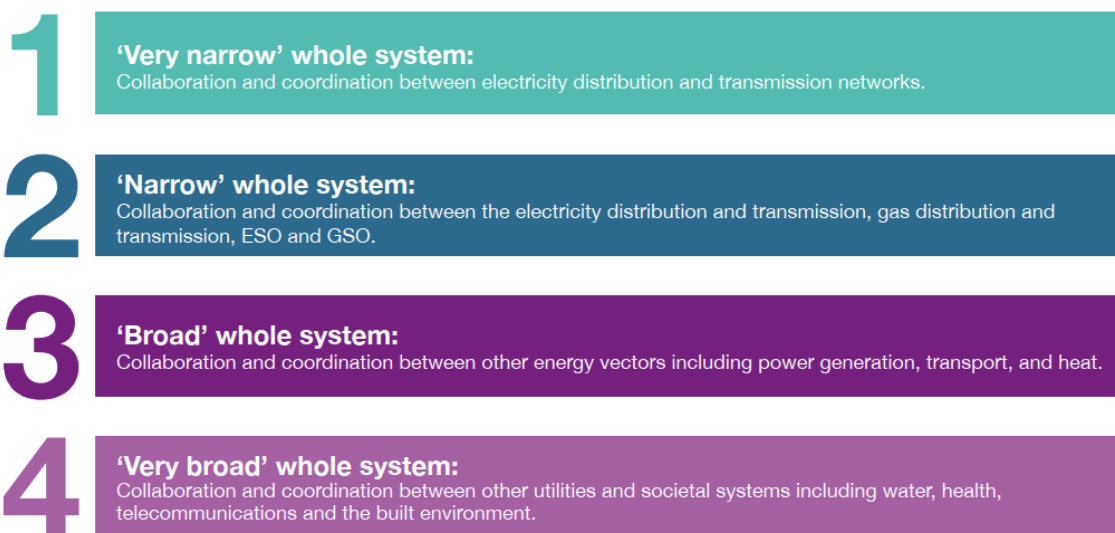 1
‘Very narrow’ whole system:
Collaboration and coordination between electricity distribution and transmission networks.
2
‘Narrow’ whole system:
Collaboration and coordination between the electricity distribution and transmission, gas distribution and
transmission, ESO and GSO.
3
‘Broad’ whole system:
Collaboration and coordination between other energy vectors including power generation, transport, and heat.
4
‘Very broad’ whole system:
Collaboration and coordination between other utilities and societal systems including water, health,
telecommunications and the built environment.